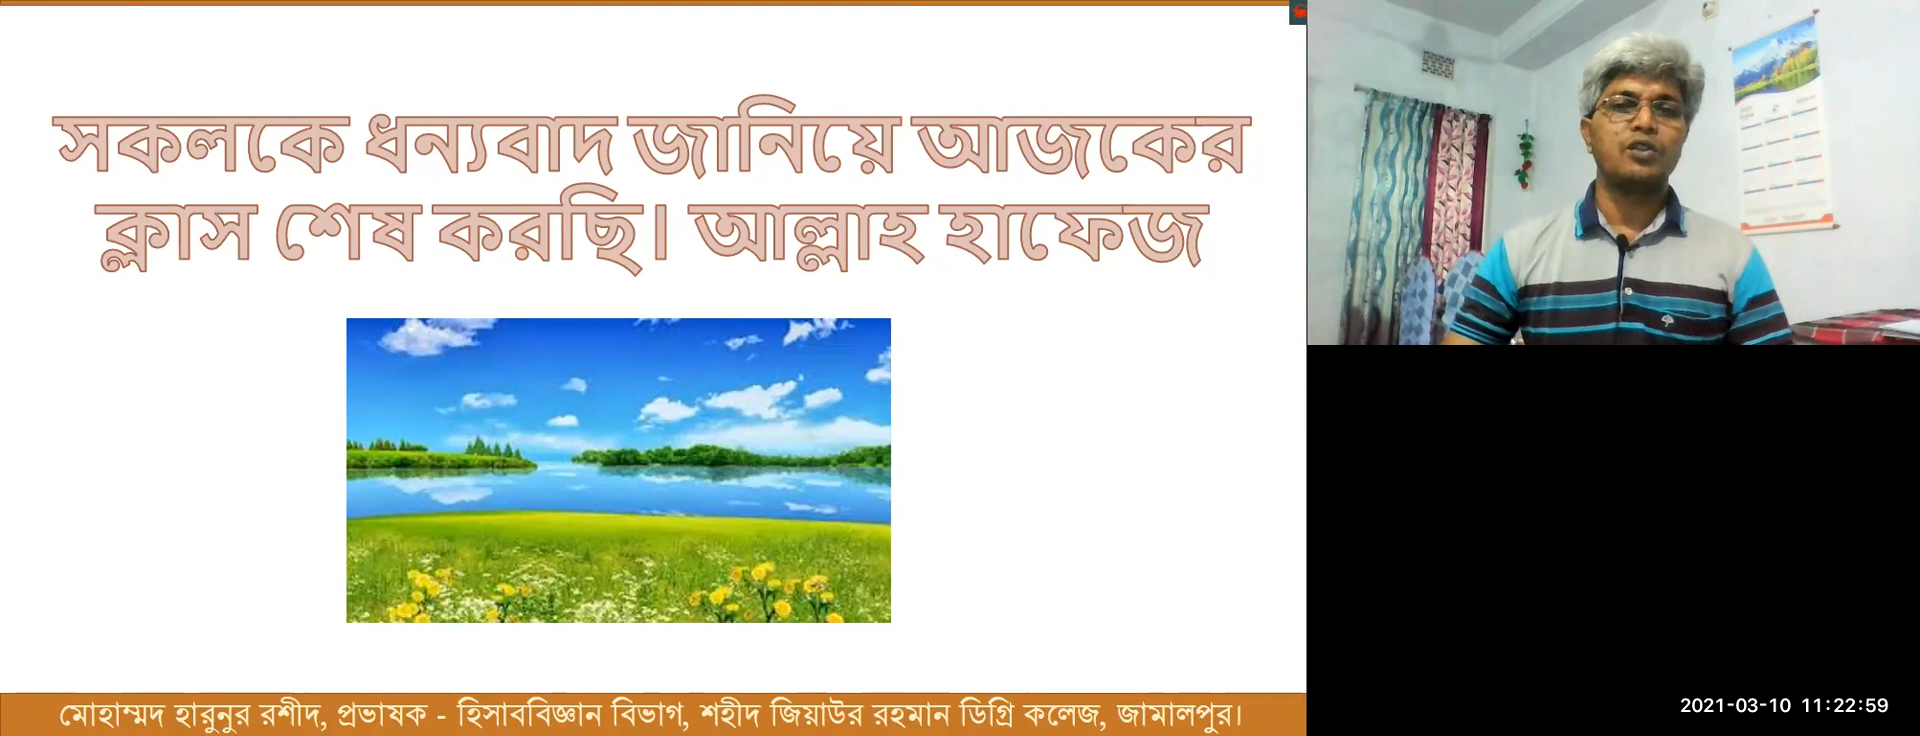 সকলকে ধন্যবাদ জানিয়ে আজকের
ক্লাস শেষ করছি। আল্লাহ হাফেজ
মোহাম্মদ হারুনুর রশীদ, প্রভাষক - হিসাববিজ্ঞান বিভাগ, শহীদ জিয়াউর রহমান ডিগ্রি কলেজ, জামালপুর।
2021-03-10 11:22:59